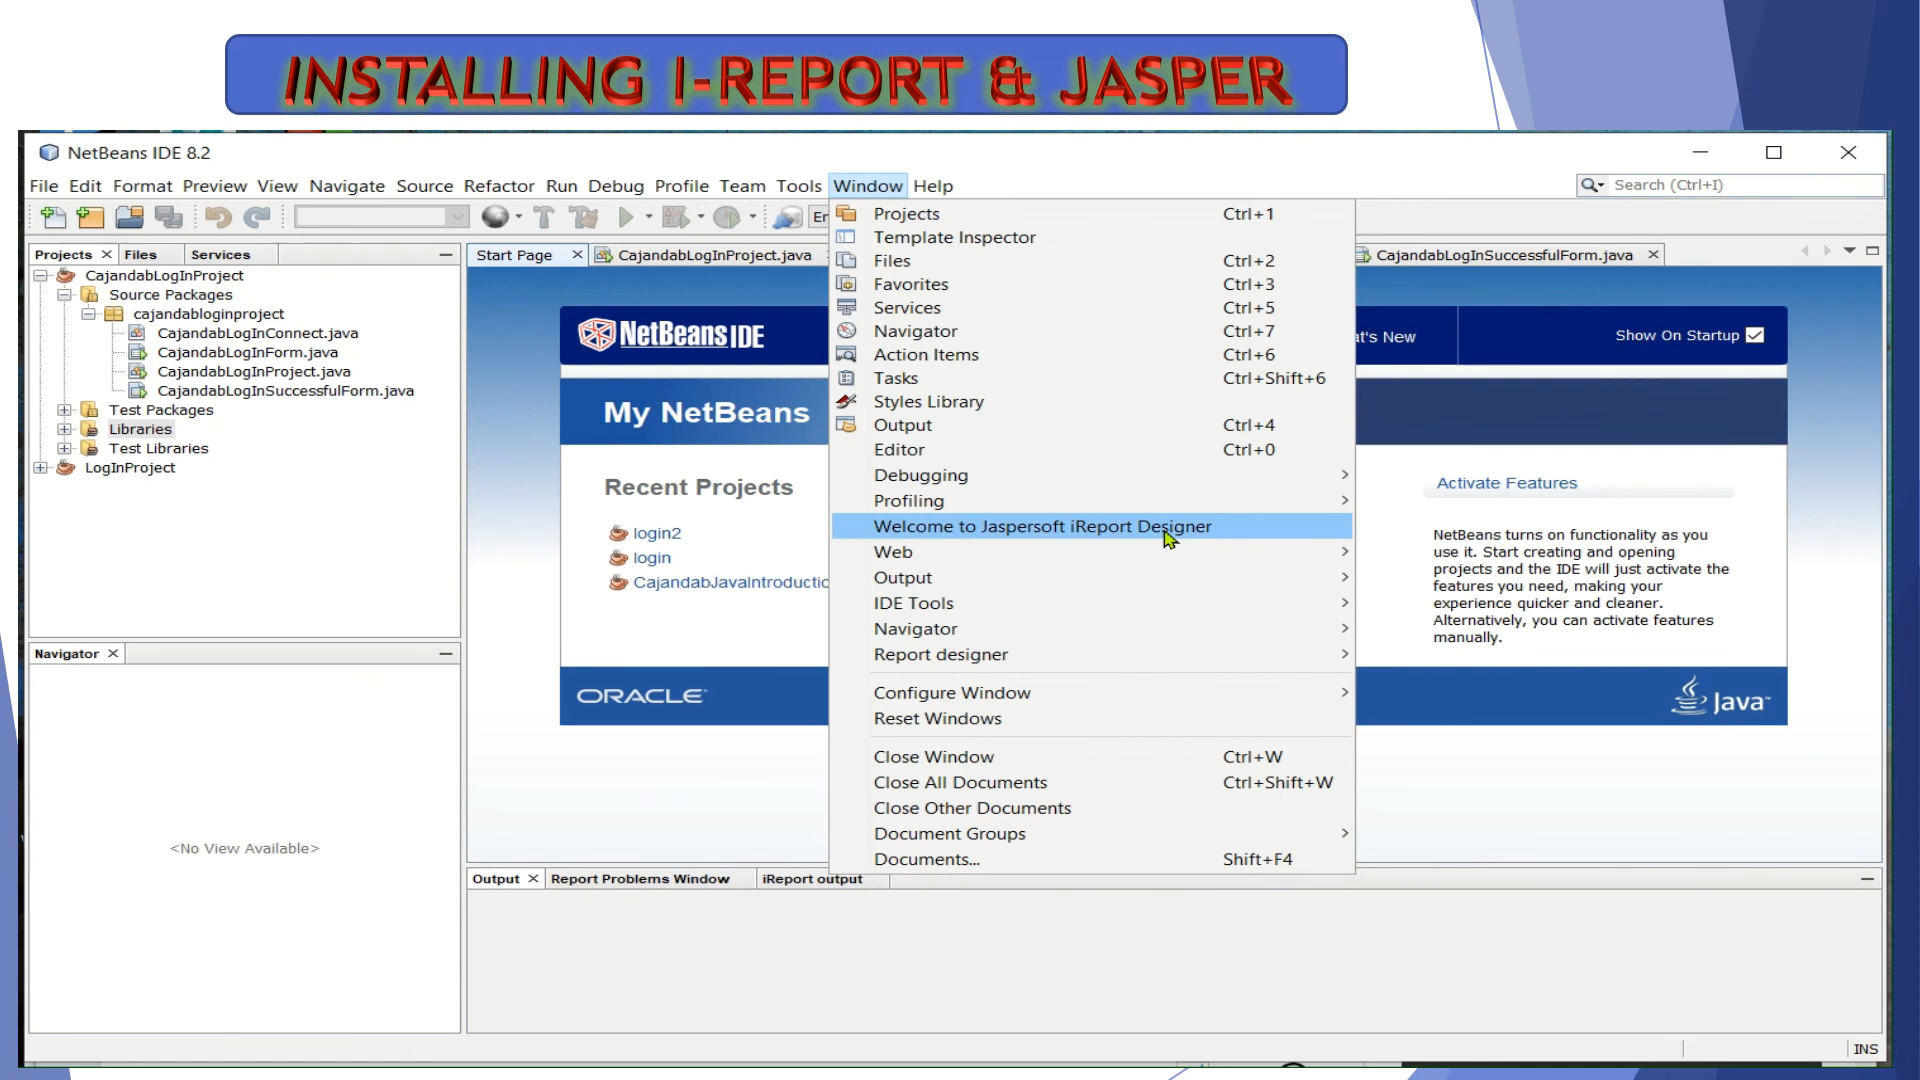 INSTALLING I-REPORT & JASPER
NetBeans IDE 8.2
File Edit Format Preview View Navigate Source Refactor Run Debug Profile Team Tools Window Help
Search (Ctrl+I)
Projects Files Services
CajandabLogInProject
Source Packages
cajandabloginproject
CajandabLogInConnect.java
CajandabLogInForm.java
CajandabLogInProject.java
CajandabLogInSuccessfulForm.java
Test Packages
Libraries
Test Libraries
LogInProject
Navigator
<No View Available>
Start Page CajandabLogInProject.java
CajandabLogInSuccessfulForm.java
NetBeans IDE
Show On Startup
My NetBeans
Recent Projects
login2
login
CajandabJavaIntroductio
ORACLE
Projects Ctrl+1
Template Inspector
Files Ctrl+2
Favorites Ctrl+3
Services Ctrl+5
Navigator Ctrl+7
Action Items Ctrl+6
Tasks Ctrl+Shift+6
Styles Library
Output Ctrl+4
Editor Ctrl+0
Debugging
Profiling
Welcome to Jaspersoft iReport Designer
Web
Output
IDE Tools
Navigator
Report designer
Configure Window
Reset Windows
Close Window Ctrl+W
Close All Documents Ctrl+Shift+W
Close Other Documents
Document Groups
Documents... Shift+F4
at's New
Activate Features
NetBeans turns on functionality as you
use it. Start creating and opening
projects and the IDE will just activate the
features you need, making your
experience quicker and cleaner.
Alternatively, you can activate features
manually.
Java
Output Report Problems Window iReport output
INS